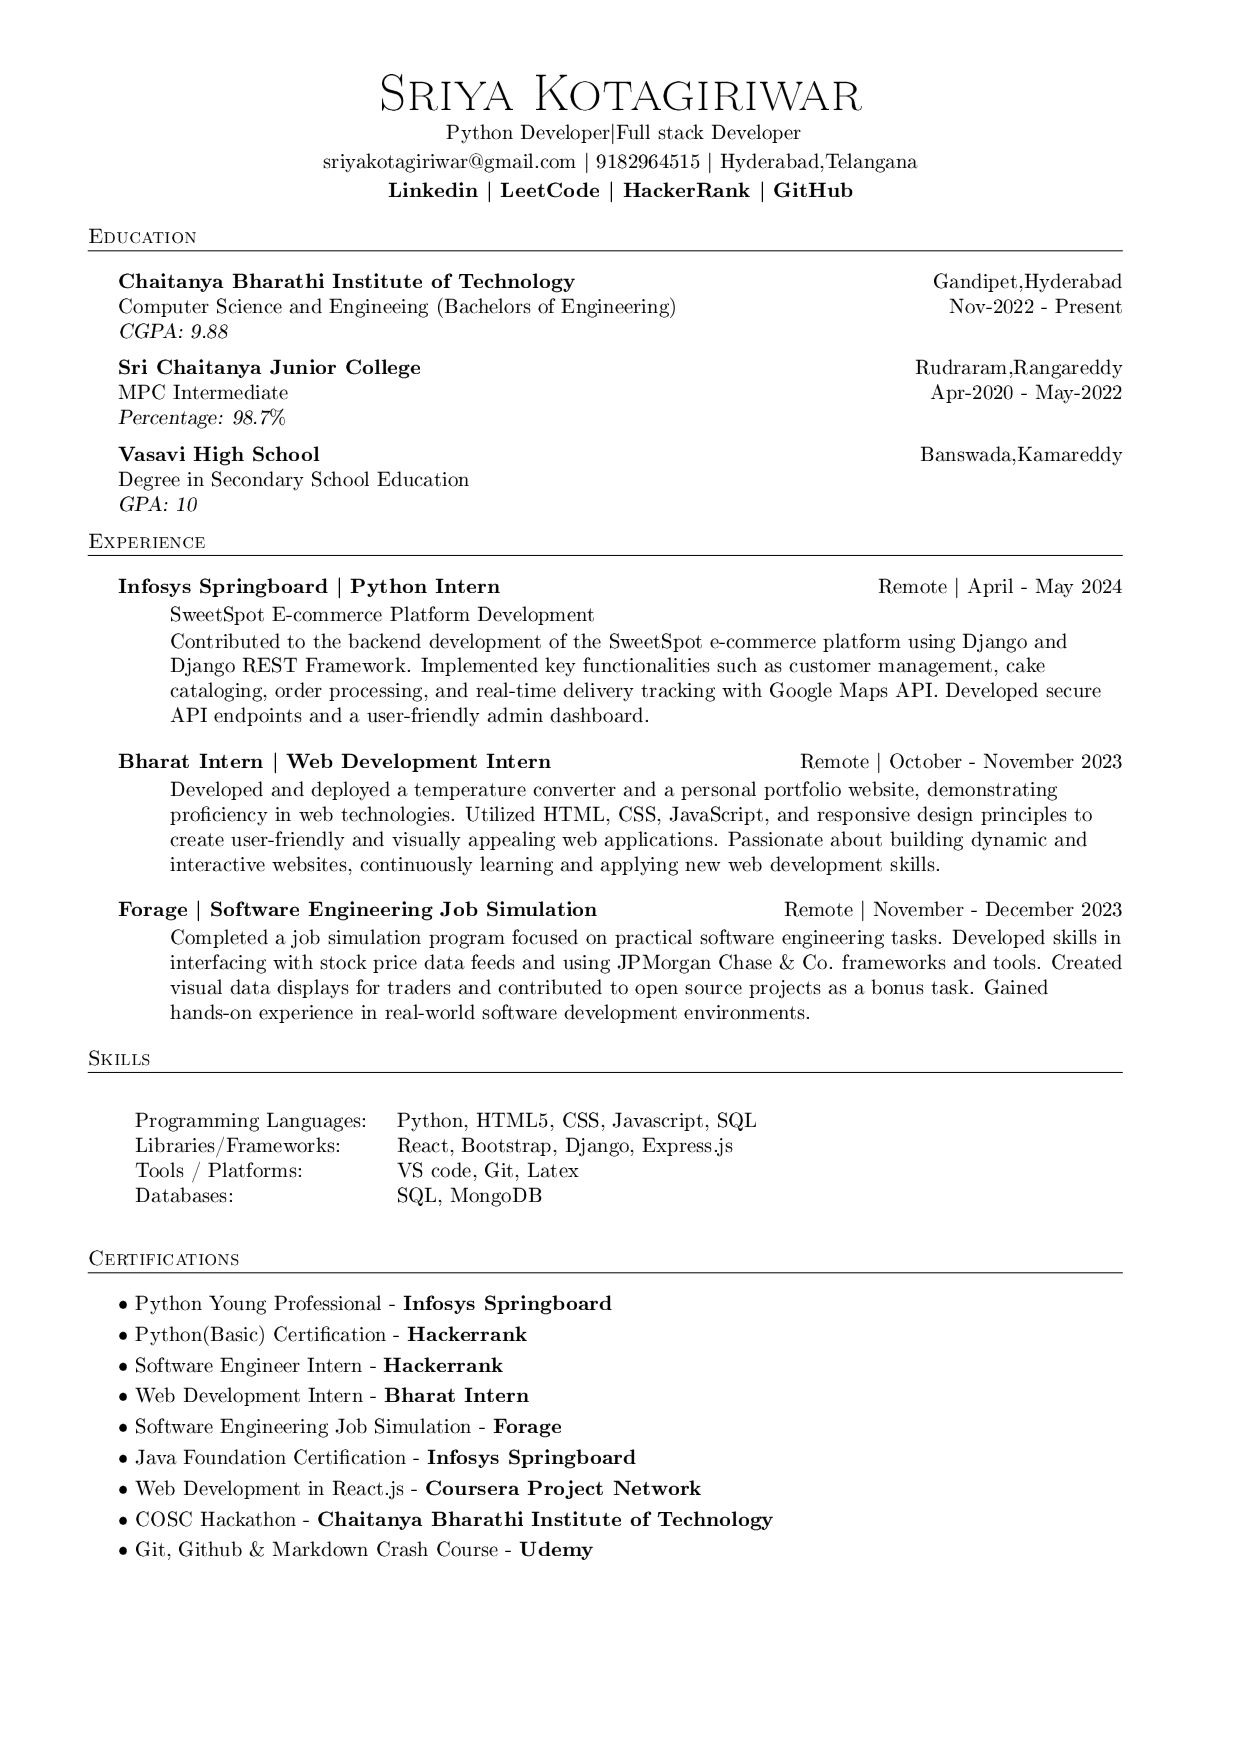 Sriya Kotagiriwar
Python Developer|Full stack Developer
sriyakotagiriwar@gmail.com | 9182964515 | Hyderabad,Telangana
Linkedin | LeetCode | HackerRank | GitHub
Education
Chaitanya Bharathi Institute of Technology Gandipet,Hyderabad
Computer Science and Engineeing (Bachelors of Engineering) Nov-2022 - Present
CGPA: 9.88
Sri Chaitanya Junior College Rudraram,Rangareddy
MPC Intermediate Apr-2020 - May-2022
Percentage: 98.7%
Vasavi High School Banswada,Kamareddy
Degree in Secondary School Education
GPA: 10
Experience
Infosys Springboard | Python Intern Remote | April - May 2024
SweetSpot E-commerce Platform Development
Contributed to the backend development of the SweetSpot e-commerce platform using Django and
Django REST Framework. Implemented key functionalities such as customer management, cake
cataloging, order processing, and real-time delivery tracking with Google Maps API. Developed secure
API endpoints and a user-friendly admin dashboard.
Bharat Intern | Web Development Intern Remote | October - November 2023
Developed and deployed a temperature converter and a personal portfolio website, demonstrating
proficiency in web technologies. Utilized HTML, CSS, JavaScript, and responsive design principles to
create user-friendly and visually appealing web applications. Passionate about building dynamic and
interactive websites, continuously learning and applying new web development skills.
Forage | Software Engineering Job Simulation Remote | November - December 2023
Completed a job simulation program focused on practical software engineering tasks. Developed skills in
interfacing with stock price data feeds and using JPMorgan Chase & Co. frameworks and tools. Created
visual data displays for traders and contributed to open source projects as a bonus task. Gained
hands-on experience in real-world software development environments.
Skills
Programming Languages: Python, HTML5, CSS, Javascript, SQL
Libraries/Frameworks: React, Bootstrap, Django, Express.js
Tools / Platforms: VS code, Git, Latex
Databases: SQL, MongoDB
Certifications
• Python Young Professional - Infosys Springboard
• Python(Basic) Certification - Hackerrank
• Software Engineer Intern - Hackerrank
• Web Development Intern - Bharat Intern
• Software Engineering Job Simulation - Forage
• Java Foundation Certification - Infosys Springboard
• Web Development in React.js - Coursera Project Network
• COSC Hackathon - Chaitanya Bharathi Institute of Technology
• Git, Github & Markdown Crash Course - Udemy